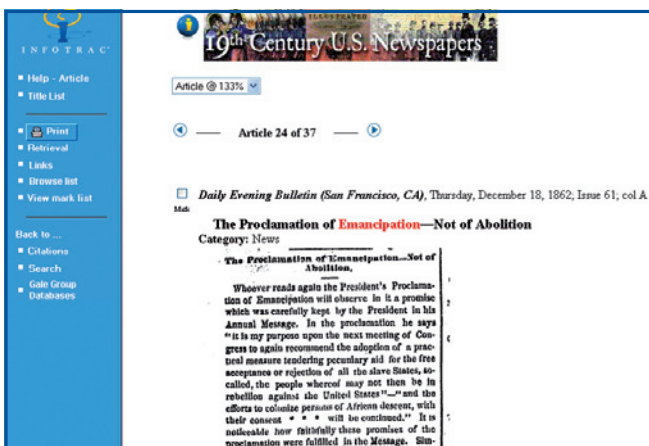 INFOTRAC
Help - Article
Title List
Print
Retrieval
Links
Browse list
View mark list
Back to ...
Citations
Search
Gale Group
Databases
ILLUSTRATED
19th Century U.S. Newspapers
Article @ 133%
Article 24 of 37
Mark
Daily Evening Bulletin (San Francisco, CA), Thursday, December 18, 1862; Issue 61; col A
The Proclamation of Emancipation—Not of Abolition
Category: News
The Proclamation of Emancipation—Not of
Abolition.
Whoever reads again the President's Proclama-
tion of Emancipation will observe in it a promise
which was carefully kept by the President in his
Annual Message. In the proclamation he says
"it is my purpose upon the next meeting of Con-
gress to again recommend the adoption of a prac-
tical measure tendering pecuniary aid for the free
acceptance or rejection of all the slave States, so-
called, the people whereof may not then be in
rebellion against the United States"—"and the
efforts to colonize persons of African descent, with
their consent * * * will be continued." It is
noticeable how faithfully these promises of the
proclamation were fulfilled in the Message. Sim-